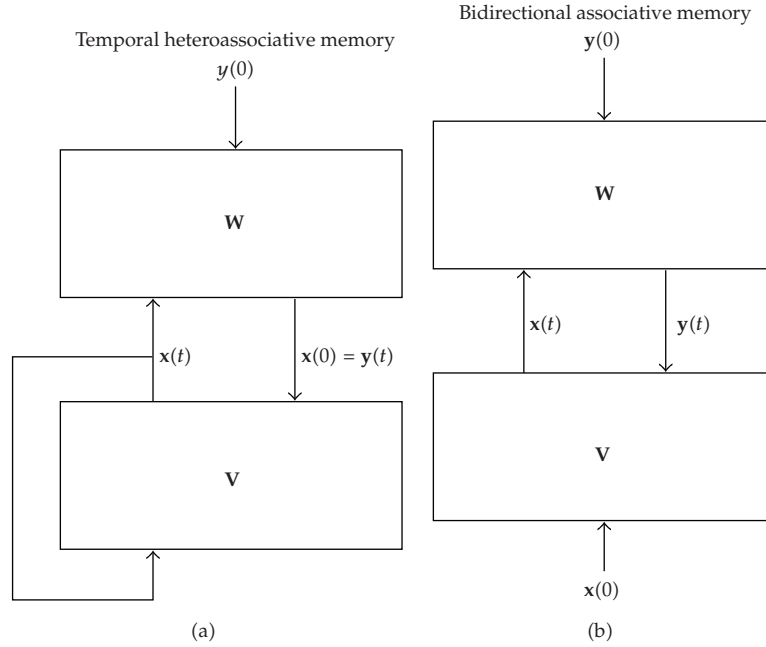 Temporal heteroassociative memory
y(0)
W
x(t)
x(0) = y(t)
V
(a)
Bidirectional associative memory
y(0)
W
x(t)
y(t)
V
x(0)
(b)